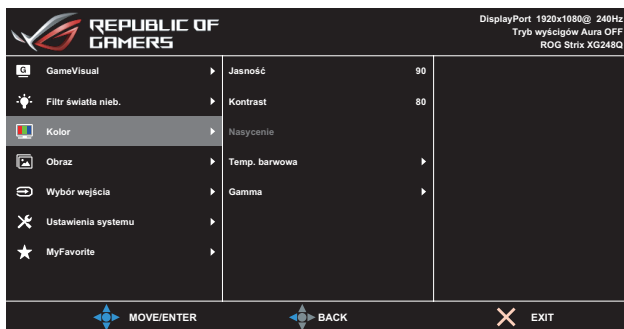 REPUBLIC OF
GAMERS
DisplayPort 1920x1080@ 240Hz
Tryb wyścigów Aura OFF
ROG Strix XG248Q
G GameVisual
Jasność 90
Filtr światła nieb.
Kontrast 80
Kolor
Nasycenie
Obraz
Temp. barwowa
Wybór wejścia
Gamma
Ustawienia systemu
MyFavorite
MOVE/ENTER
BACK
EXIT